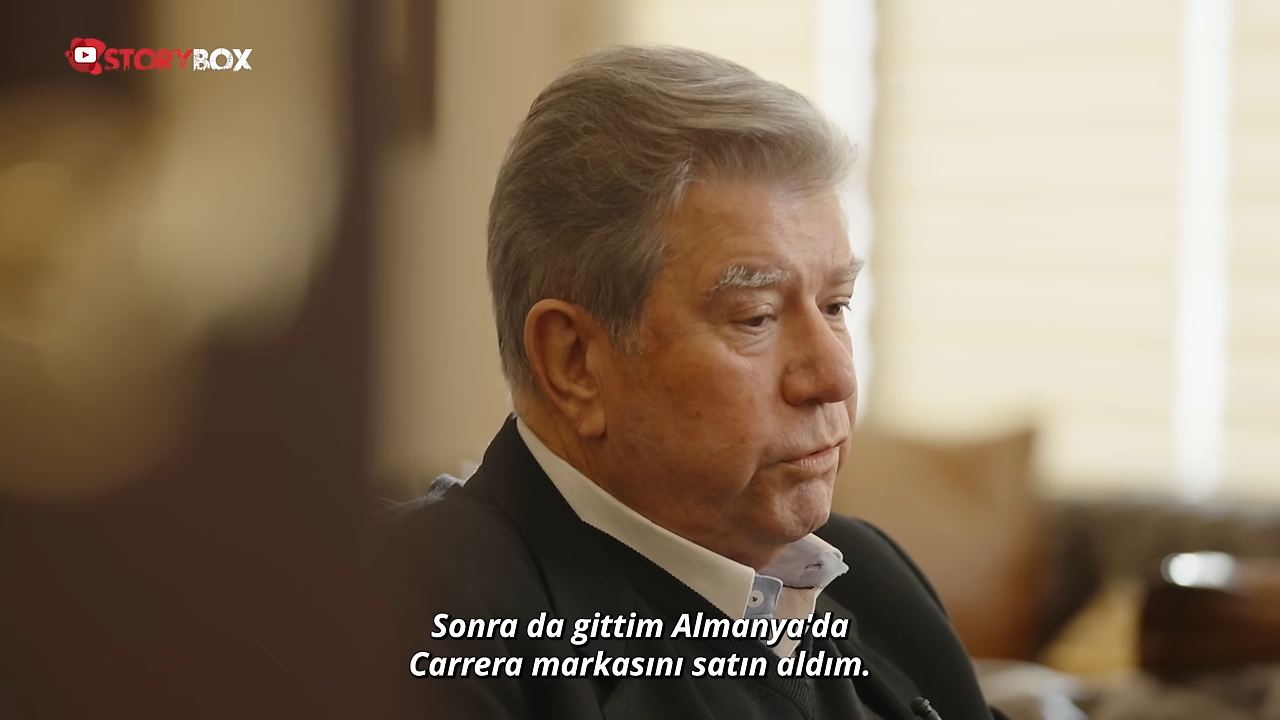 STORYBOX
Sonra da gittim Almanya'da
Carrera markasını satın aldım.